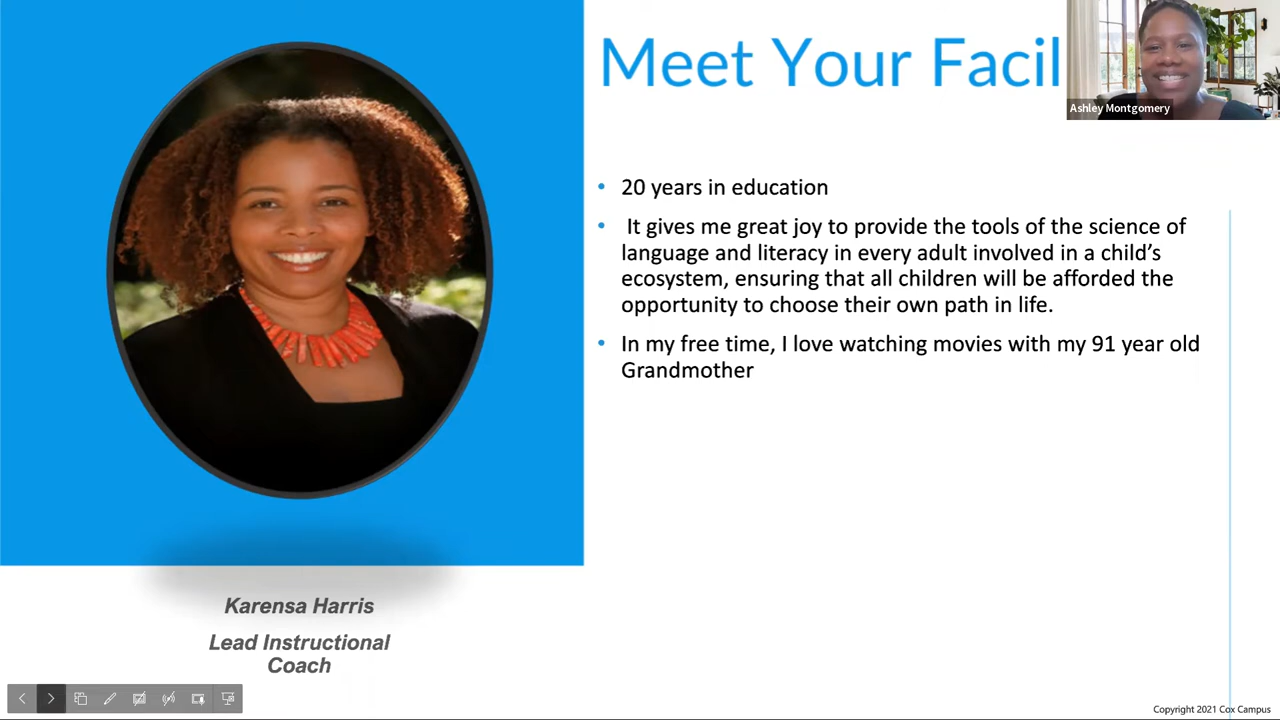 Meet Your Facil
Ashley Montgomery
• 20 years in education
• It gives me great joy to provide the tools of the science of
language and literacy in every adult involved in a child’s
ecosystem, ensuring that all children will be afforded the
opportunity to choose their own path in life.
• In my free time, I love watching movies with my 91 year old
Grandmother
Karensa Harris
Lead Instructional
Coach
Copyright 2021 Cox Campus